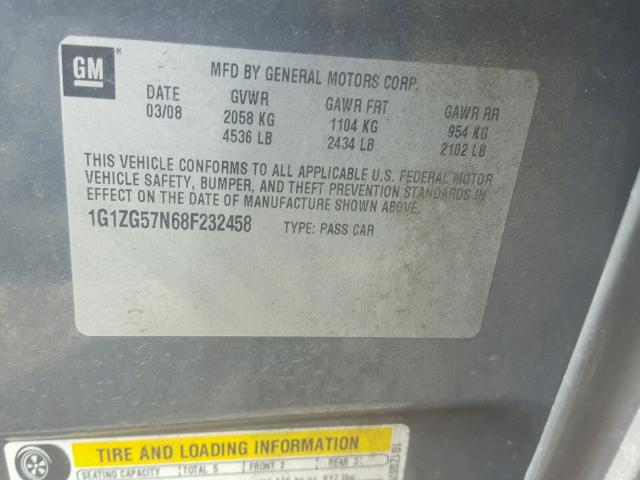 GM ®
MFD BY GENERAL MOTORS CORP.
DATE GVWR GAWR FRT GAWR RR
03/08 2058 KG 1104 KG 954 KG
4536 LB 2434 LB 2102 LB
THIS VEHICLE CONFORMS TO ALL APPLICABLE U.S. FEDERAL MOTOR
VEHICLE SAFETY, BUMPER, AND THEFT PREVENTION STANDARDS IN
EFFECT ON THE DATE OF MANUFACTURE SHOWN ABOVE.
1G1ZG57N68F232458 TYPE: PASS CAR
TIRE AND LOADING INFORMATION
SEATING CAPACITY TOTAL 5 FRONT 2 REAR 3